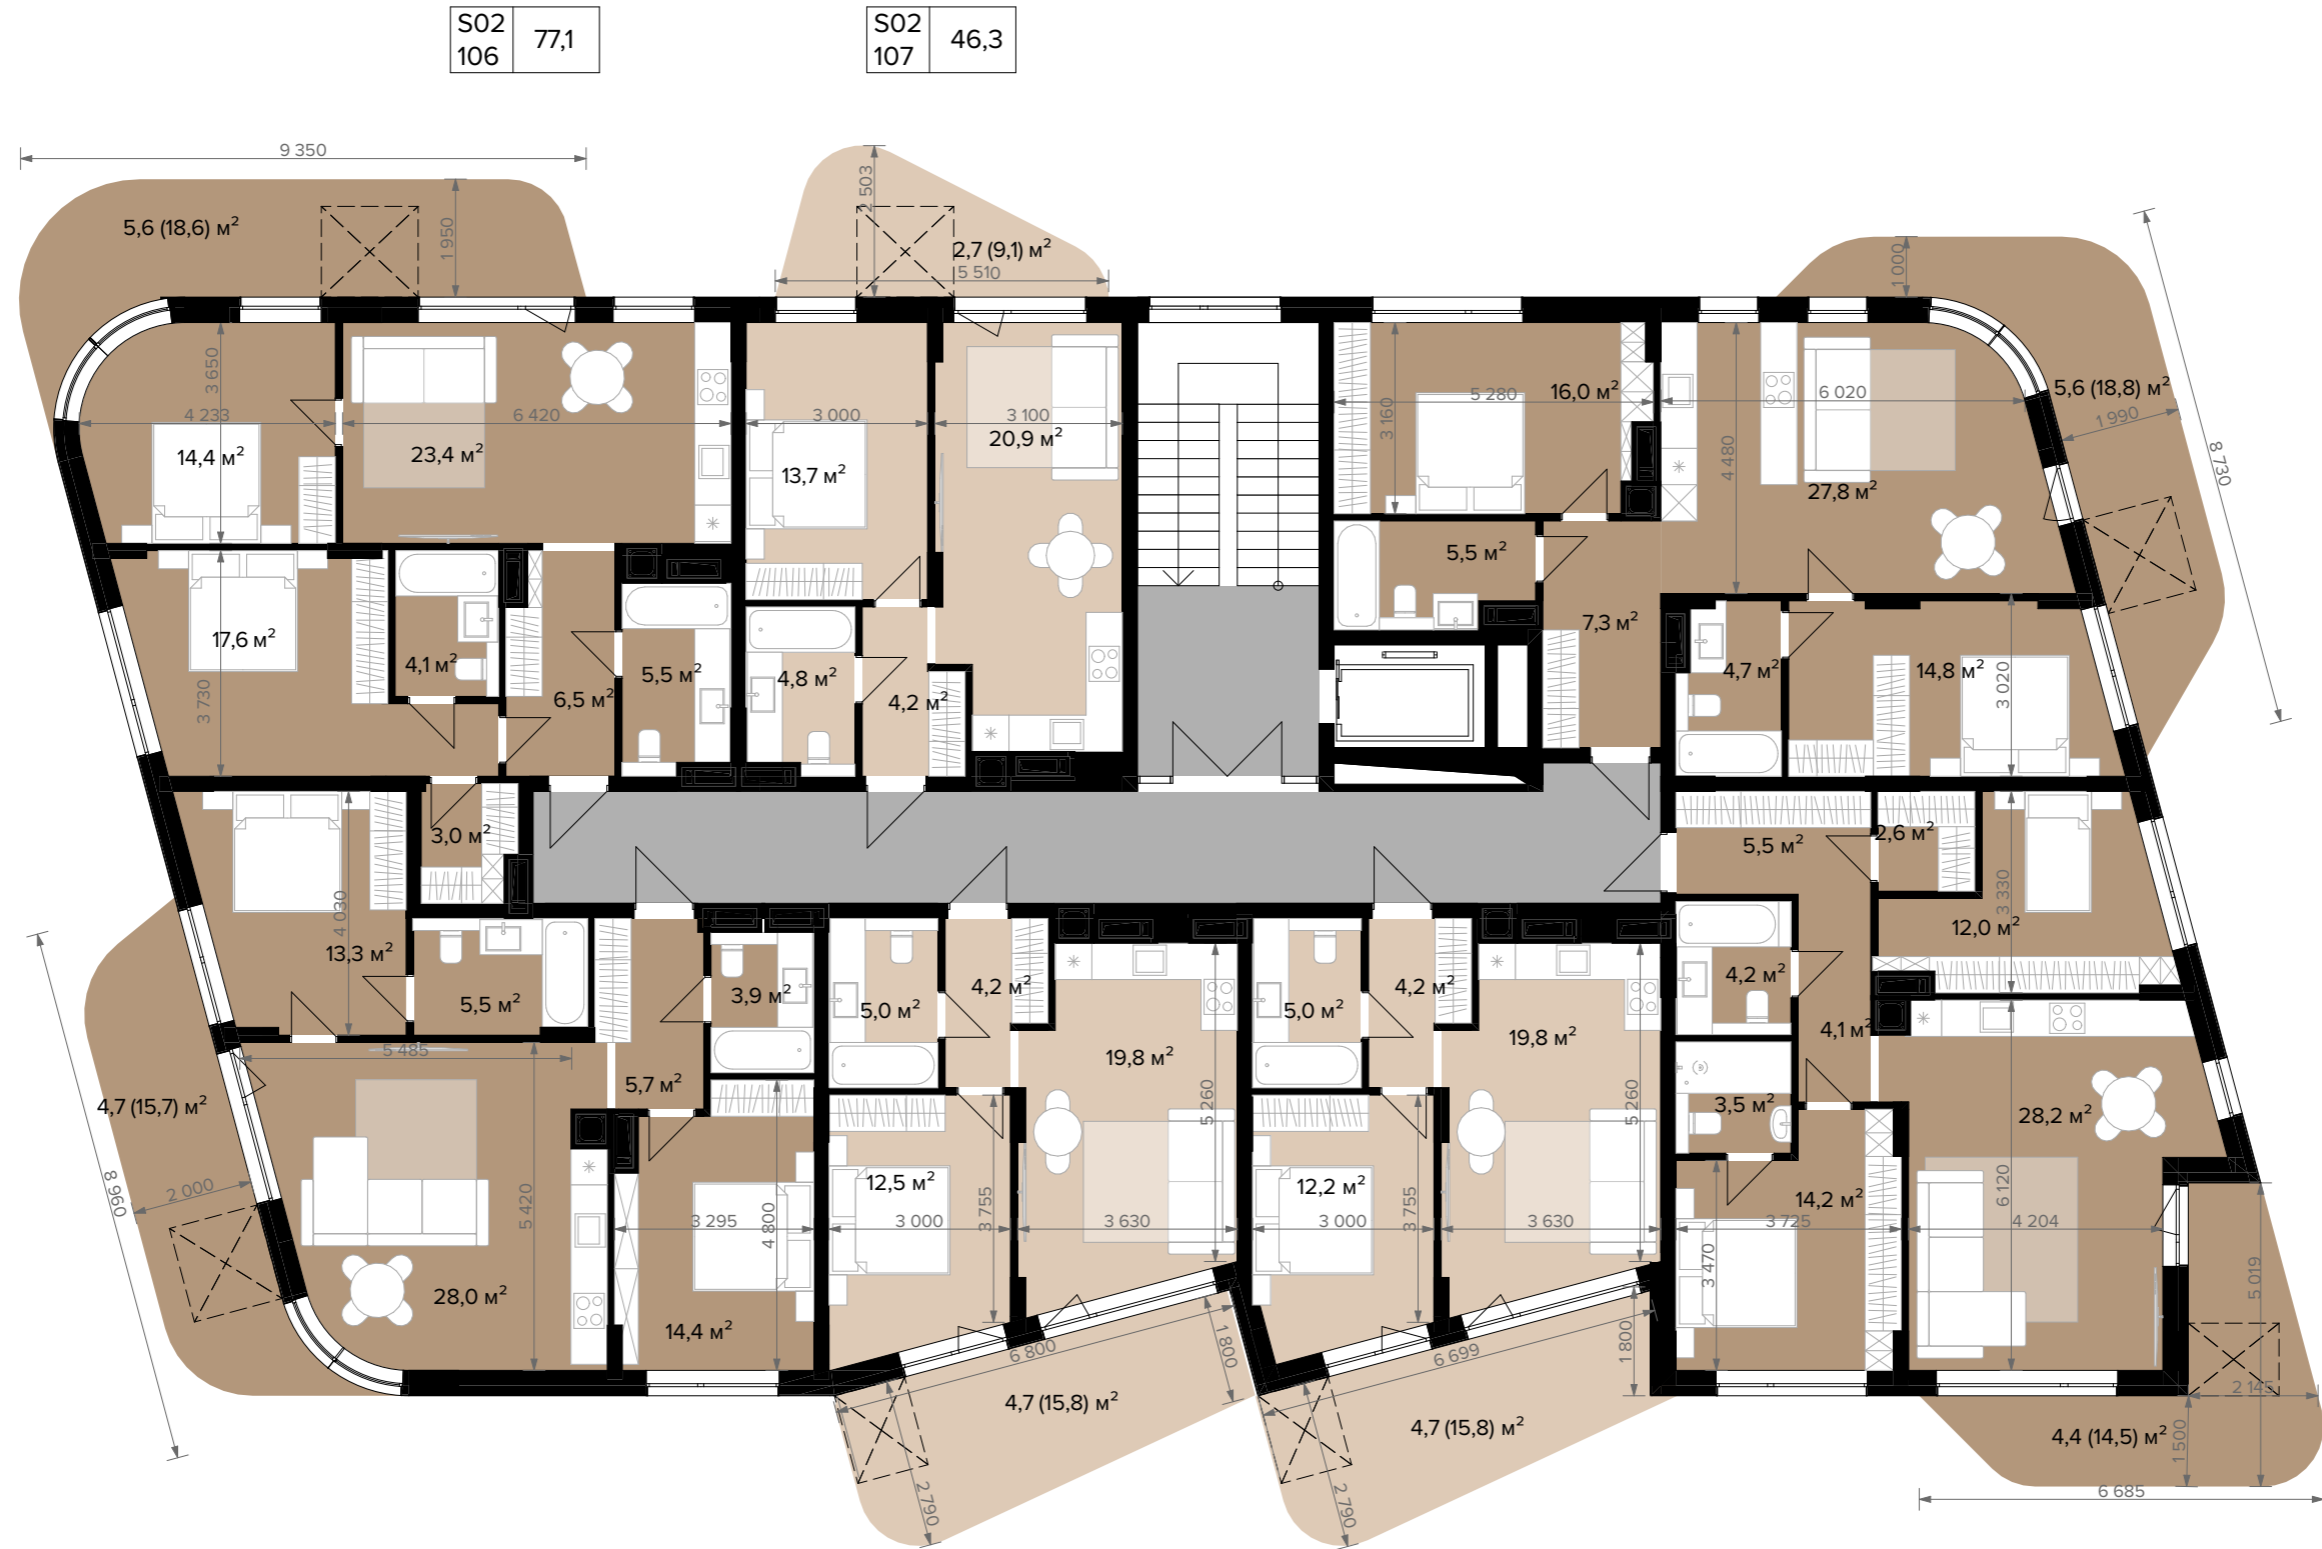 S02
106
77,1
S02
107
46,3
9 350
2 503
5,6 (18,6) м²
1 950
2,7 (9,1) м²
5 510
1 000
3 650
4 233
6 420
3 000
3 100
5 280
16,0 м²
6 020
5,6 (18,8) м²
1 990
8 730
14,4 м²
23,4 м²
13,7 м²
20,9 м²
3 160
4 480
27,8 м²
5,5 м²
17,6 м²
4,1 м²
5,5 м²
4,8 м²
7,3 м²
4,7 м²
14,8 м²
3 020
3 730
6,5 м²
4,2 м²
3,0 м²
5,5 м²
2,6 м²
4 030
3 330
13,3 м²
12,0 м²
5,5 м²
3,9 м²
5,0 м²
4,2 м²
5,0 м²
4,2 м²
4,2 м²
5 485
5,7 м²
19,8 м²
19,8 м²
4,1 м²
4,7 (15,7) м²
5 260
5 260
3,5 м²
28,2 м²
8 960
2 000
5 420
3 295
4 800
12,5 м²
3 000
3 755
3 630
12,2 м²
3 000
3 755
3 630
14,2 м²
3 725
3 470
6 120
4 204
5 019
28,0 м²
14,4 м²
6 800
1 800
6 699
1 800
4,7 (15,8) м²
4,7 (15,8) м²
2 145
1 500
4,4 (14,5) м²
2 790
2 790
6 685